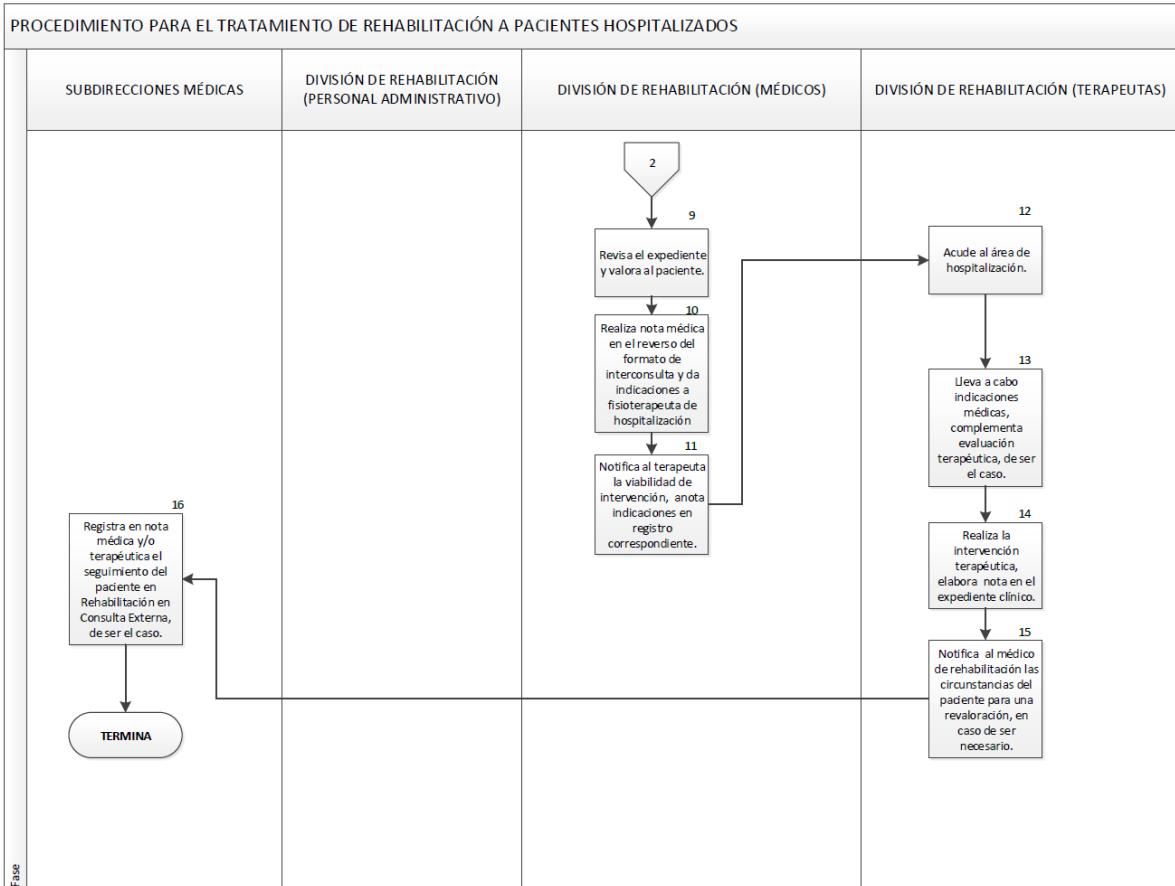 PROCEDIMIENTO PARA EL TRATAMIENTO DE REHABILITACIÓN A PACIENTES HOSPITALIZADOS
SUBDIRECCIONES MÉDICAS
DIVISIÓN DE REHABILITACIÓN
(PERSONAL ADMINISTRATIVO)
DIVISIÓN DE REHABILITACIÓN (MÉDICOS)
DIVISIÓN DE REHABILITACIÓN (TERAPEUTAS)
2
9
Revisa el expediente
y valora al paciente.
10
Realiza nota médica
en el reverso del
formato de
interconsulta y da
indicaciones a
fisioterapeuta de
hospitalización
11
Notifica al terapeuta
la viabilidad de
intervención, anota
indicaciones en
registro
correspondiente.
12
Acude al área de
hospitalización.
13
Lleva a cabo
indicaciones
médicas,
complementa
evaluación
terapéutica, de ser
el caso.
14
Realiza la
intervención
terapéutica,
elabora nota en el
expediente clínico.
15
Notifica al médico
de rehabilitación las
circunstancias del
paciente para una
revaloración, en
caso de ser
necesario.
16
Registra en nota
médica y/o
terapéutica el
seguimiento del
paciente en
Rehabilitación en
Consulta Externa,
de ser el caso.
TERMINA
Fase